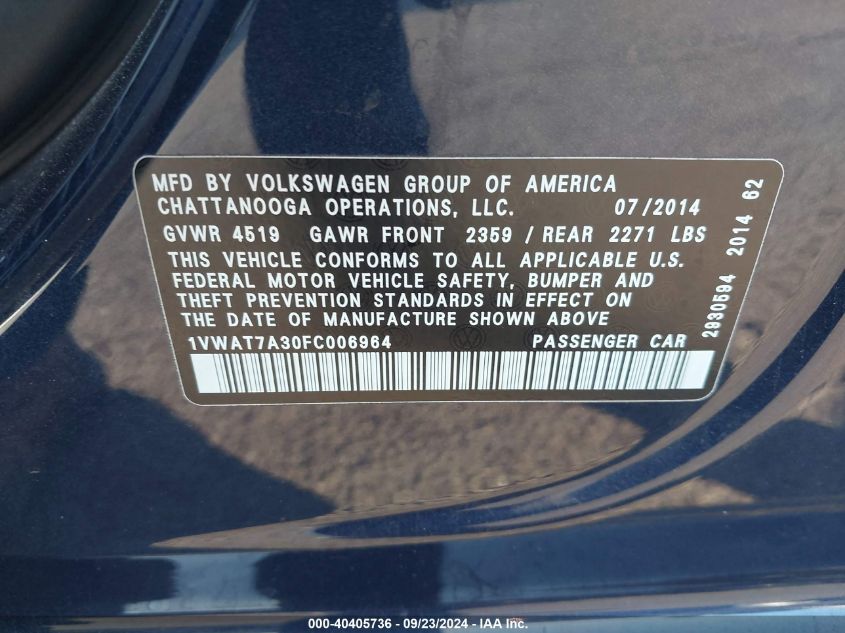 MFD BY VOLKSWAGEN GROUP OF AMERICA
CHATTANOOGA OPERATIONS, LLC. 07/2014
GVWR 4519 GAWR FRONT 2359 / REAR 2271 LBS
THIS VEHICLE CONFORMS TO ALL APPLICABLE U.S.
FEDERAL MOTOR VEHICLE SAFETY, BUMPER AND
THEFT PREVENTION STANDARDS IN EFFECT ON
THE DATE OF MANUFACTURE SHOWN ABOVE
1VWAT7A30FC006964 PASSENGER CAR
2930594 2014 62
000-40405736 - 09/23/2024 - IAA Inc.